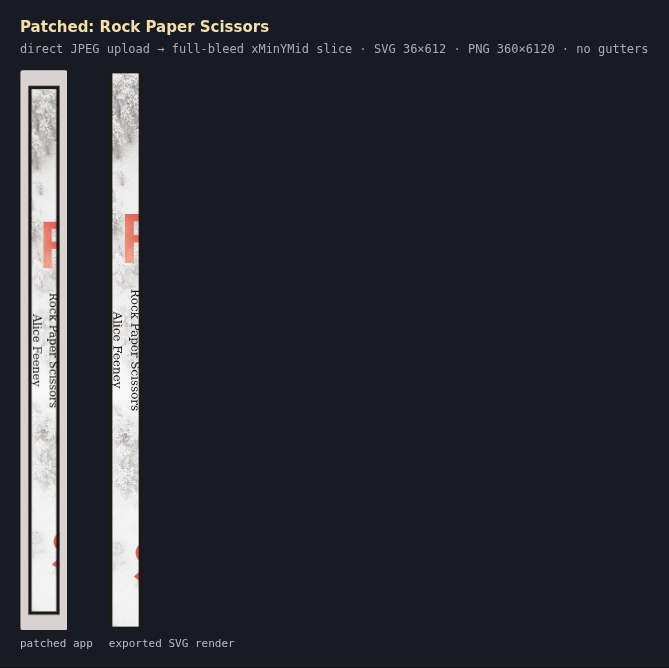 Patched: Rock Paper Scissors
direct JPEG upload → full-bleed xMinYMid slice · SVG 36×612 · PNG 360×6120 · no gutters
Rock Paper Scissors
Alice Feeney
Rock Paper Scissors
Alice Feeney
patched app
exported SVG render